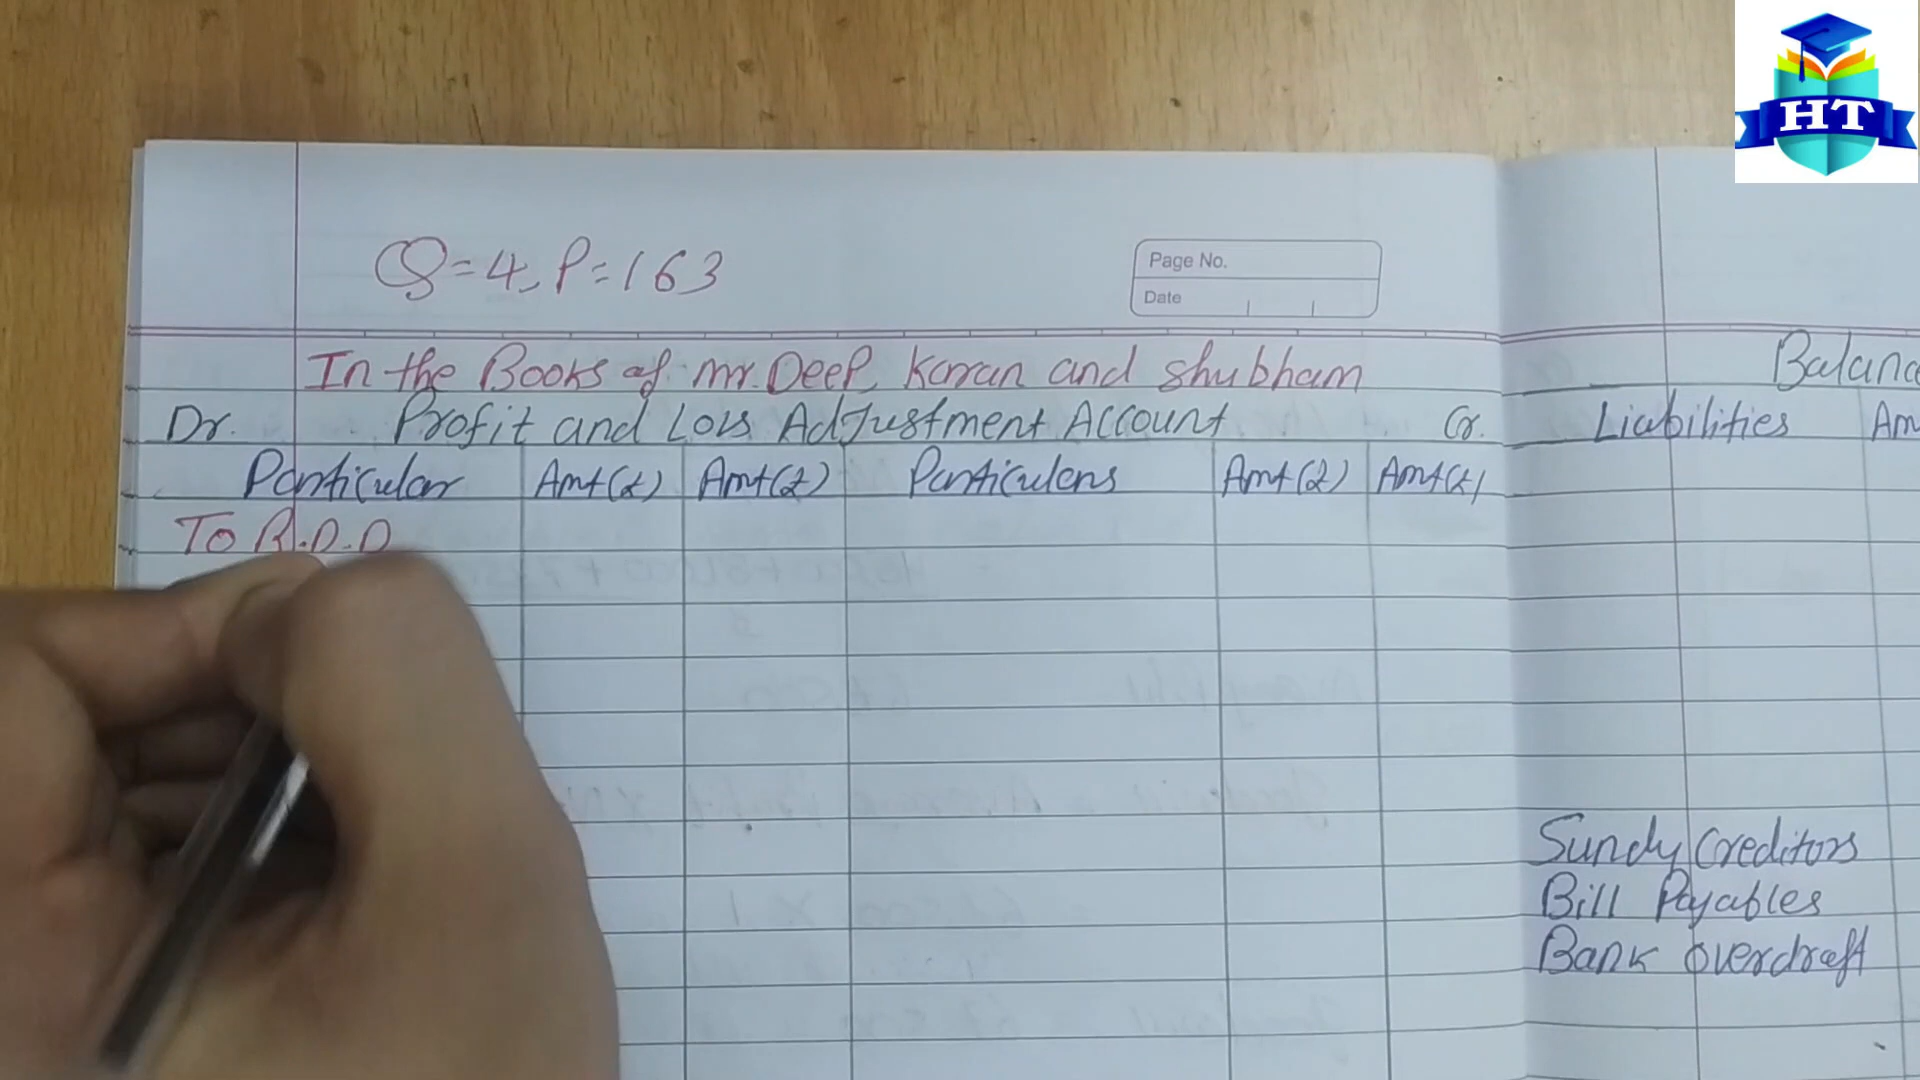 HT
Q=4, P=163
Page No.
Date
In the Books of mr. Deep, Karan and Shubham
Dr. Profit and Loss Adjustment Account Cr.
Particular Amt(₹) Amt(₹) Particulars Amt(₹) Amt(₹)
To R.D.D
Balanc
Liabilities Am
Sundy Creditors
Bill Payables
Bank overdraft